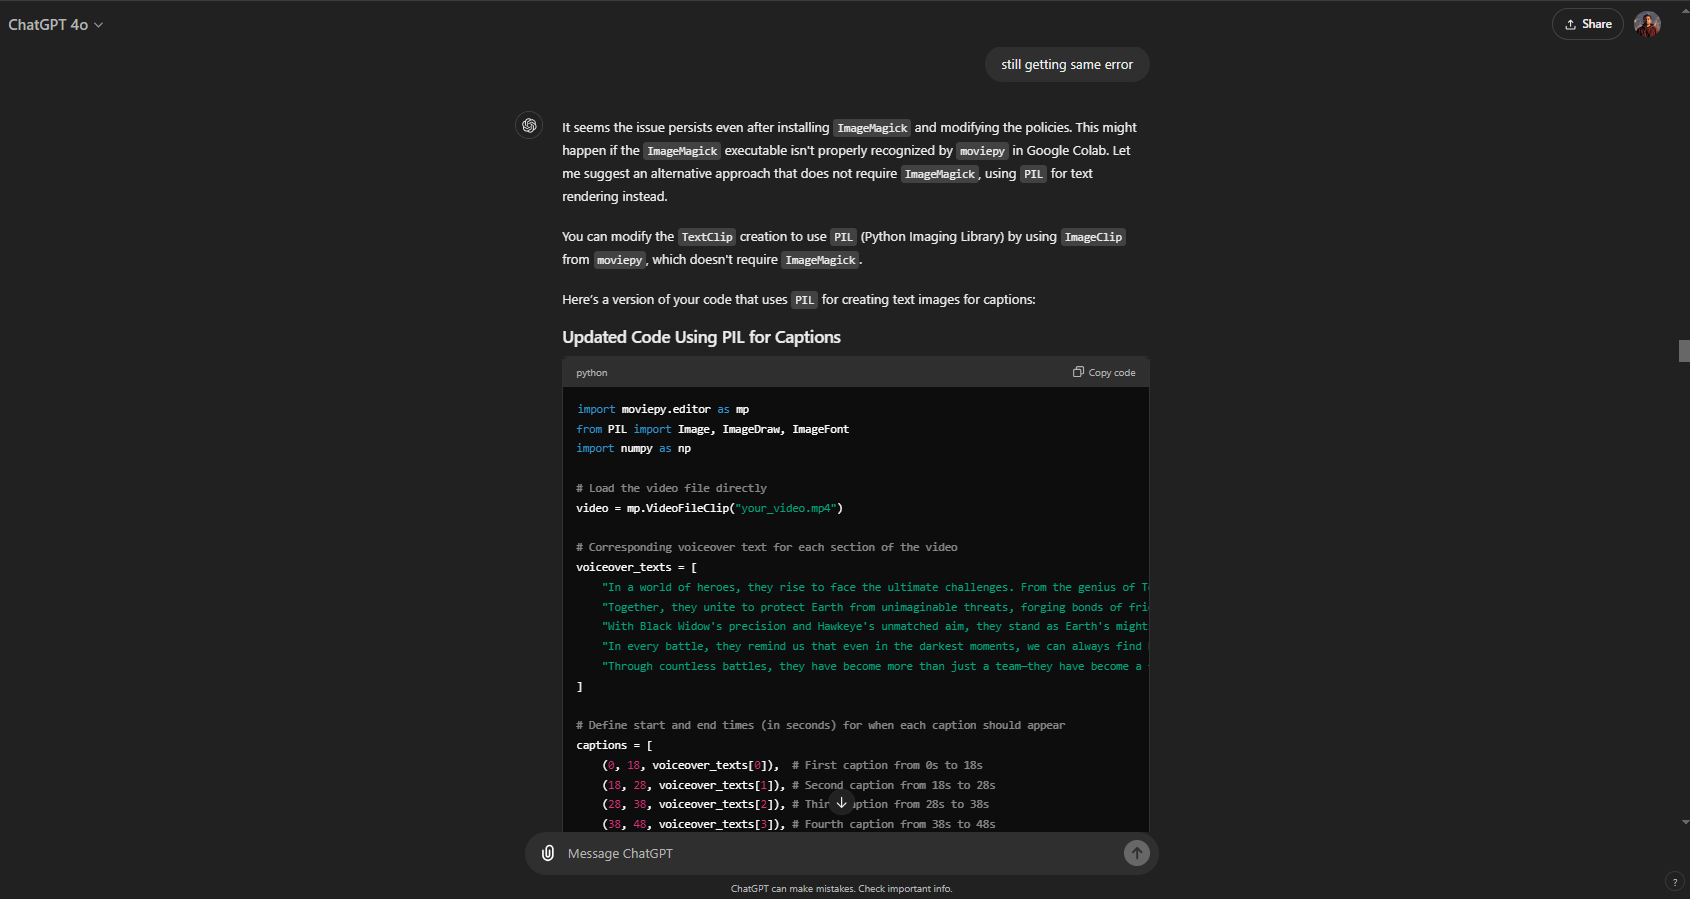 ChatGPT 4o
Share
still getting same error
It seems the issue persists even after installing ImageMagick and modifying the policies. This might
happen if the ImageMagick executable isn't properly recognized by moviepy in Google Colab. Let
me suggest an alternative approach that does not require ImageMagick, using PIL for text
rendering instead.
You can modify the TextClip creation to use PIL (Python Imaging Library) by using ImageClip
from moviepy, which doesn't require ImageMagick.
Here's a version of your code that uses PIL for creating text images for captions:
Updated Code Using PIL for Captions
python
Copy code
import moviepy.editor as mp
from PIL import Image, ImageDraw, ImageFont
import numpy as np
# Load the video file directly
video = mp.VideoFileClip("your_video.mp4")
# Corresponding voiceover text for each section of the video
voiceover_texts = [
"In a world of heroes, they rise to face the ultimate challenges. From the genius of
"Together, they unite to protect Earth from unimaginable threats, forging bonds of
"With Black Widow's precision and Hawkeye's unmatched aim, they stand as Earth's might
"In every battle, they remind us that even in the darkest moments, we can always find
"Through countless battles, they have become more than just a team—they have become a
]
# Define start and end times (in seconds) for when each caption should appear
captions = [
(0, 18, voiceover_texts[0]), # First caption from 0s to 18s
(18, 28, voiceover_texts[1]), # Second caption from 18s to 28s
(28, 38, voiceover_texts[2]), # from 28s to 38s
(38, 48, voiceover_texts[3]), # Fourth caption from 38s to 48s
Message ChatGPT
ChatGPT can make mistakes. Check important info.
?